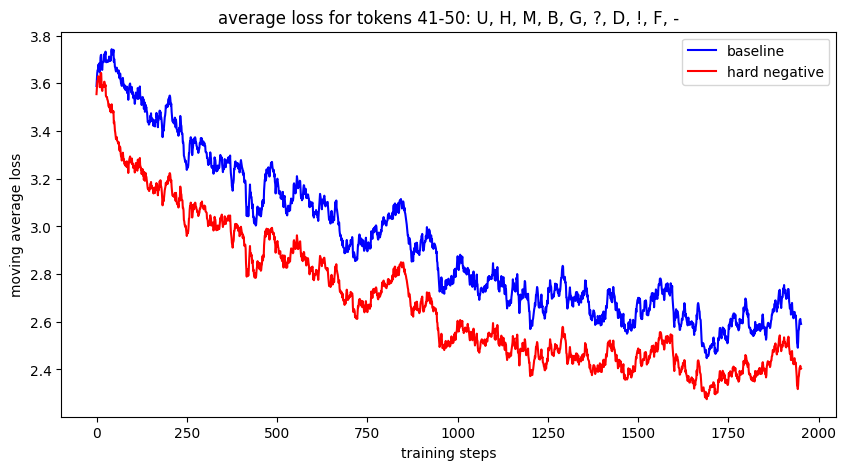 average loss for tokens 41-50: U, H, M, B, G, ?, D, !, F, -
baseline
hard negative
moving average loss
3.8
3.6
3.4
3.2
3.0
2.8
2.6
2.4
0 250 500 750 1000 1250 1500 1750 2000
training steps